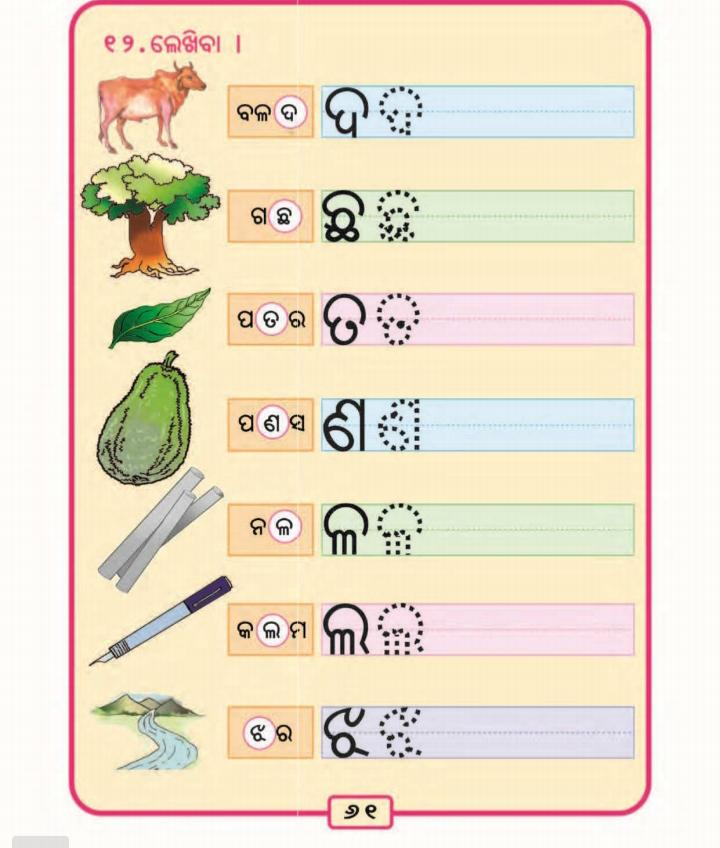 ୧୨. ଲେଖିବା ।
ବଳଦ ଦ ଦ
ଗଛ ଛ ଛ
ପତର ତ ତ
ପଣସ ଣ ଣ
ନଳ ଳ ଳ
କଲମ ଲ ଲ
ଝର ଝ ଝ
୬୧